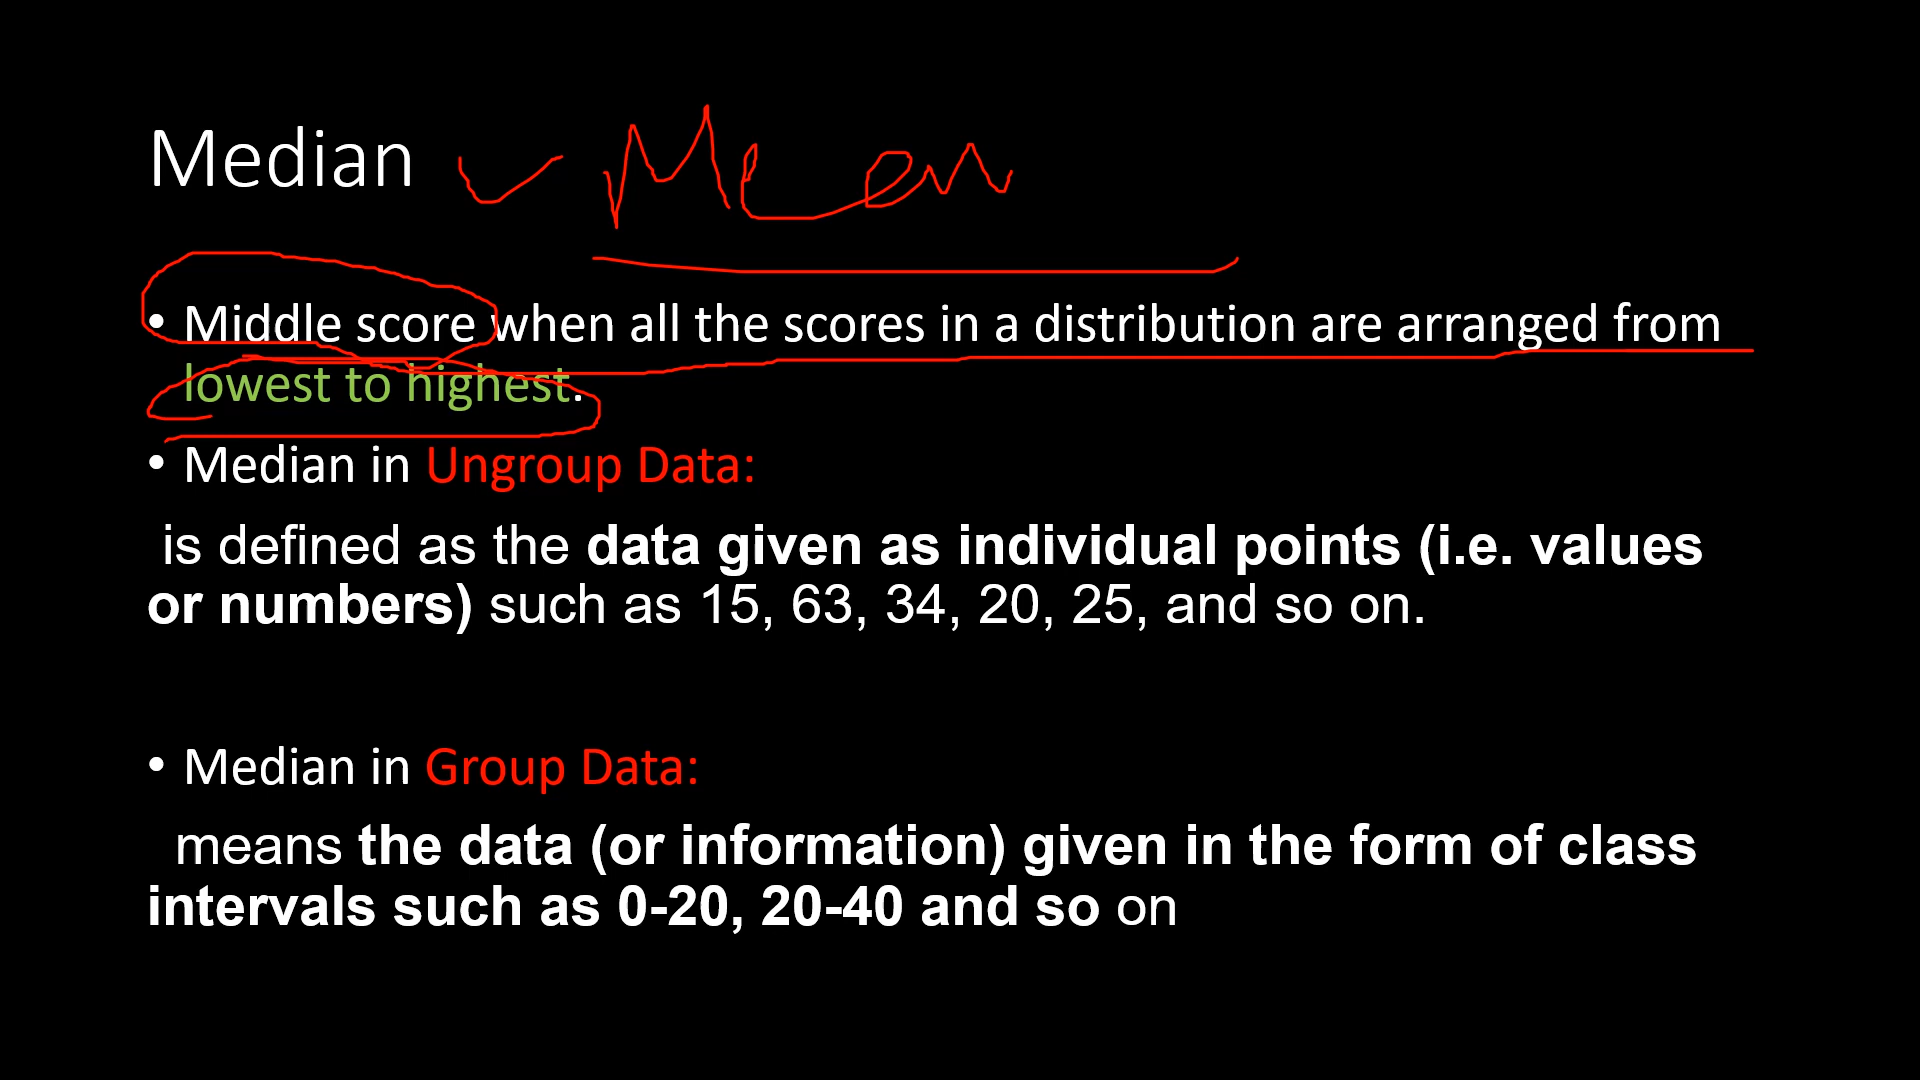 Median Mean
• Middle score when all the scores in a distribution are arranged from
lowest to highest.
• Median in Ungroup Data:
is defined as the data given as individual points (i.e. values
or numbers) such as 15, 63, 34, 20, 25, and so on.
• Median in Group Data:
means the data (or information) given in the form of class
intervals such as 0-20, 20-40 and so on